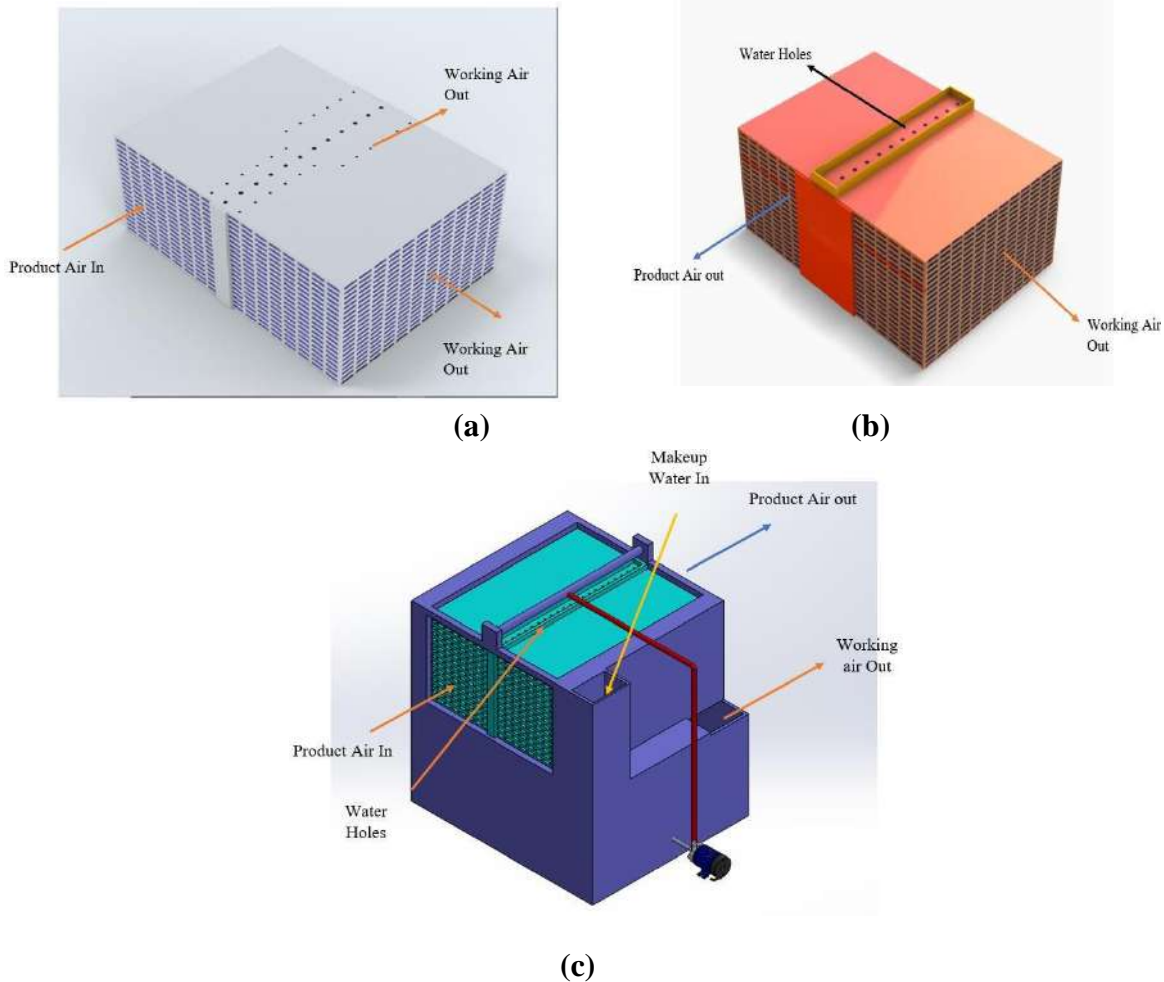 Working Air
Out
Product Air In
Working Air
Out
(a)
Water Holes
Product Air out
Working Air
Out
(b)
Makeup
Water In
Product Air out
Working
air Out
Product Air In
Water
Holes
(c)